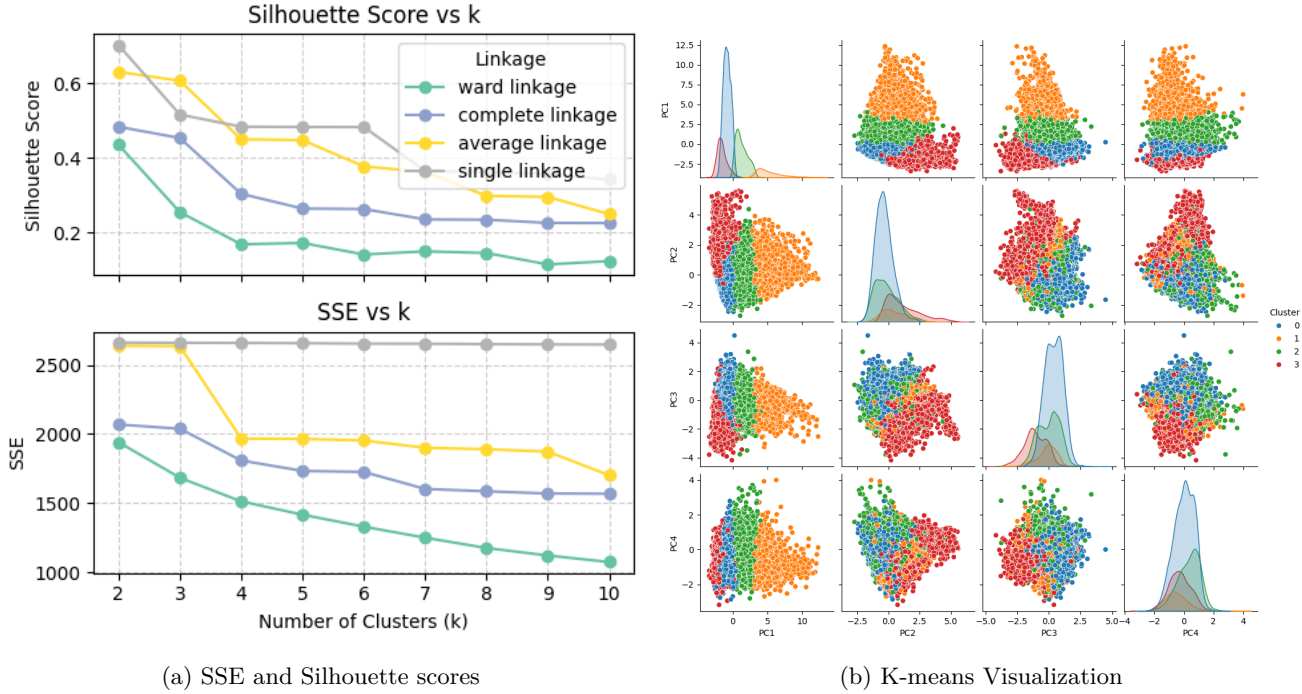 Silhouette Score vs k
Silhouette Score
0.6
0.4
0.2
Linkage
ward linkage
complete linkage
average linkage
single linkage
SSE vs k
SSE
2500
2000
1500
1000
2 3 4 5 6 7 8 9 10
Number of Clusters (k)
(a) SSE and Silhouette scores
PC1
12.5
10.0
7.5
5.0
2.5
0.0
−2.5
PC2
4
2
0
−2
PC3
4
2
0
−2
−4
PC4
4
2
0
−2
0 5 10
PC1
−2.5 0.0 2.5 5.0
PC2
−5.0 −2.5 0.0 2.5 5.0
PC3
−4 −2 0 2 4
PC4
Cluster
0
1
2
3
(b) K-means Visualization